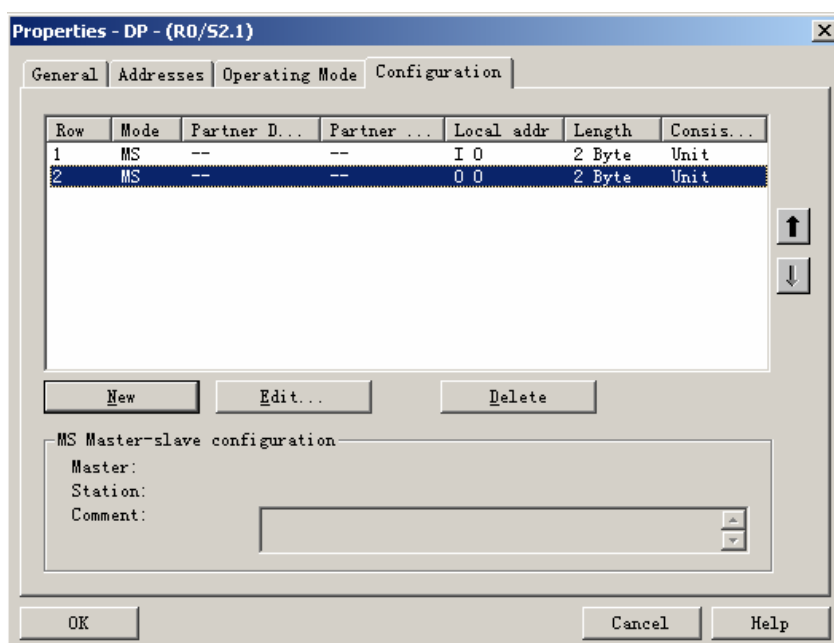 Properties - DP - (R0/S2.1)
General Addresses Operating Mode Configuration
Row Mode Partner D... Partner ... Local addr Length Consis...
1 MS -- -- I 0 2 Byte Unit
2 MS -- -- O 0 2 Byte Unit
New Edit... Delete
MS Master-slave configuration
Master:
Station:
Comment:
OK Cancel Help